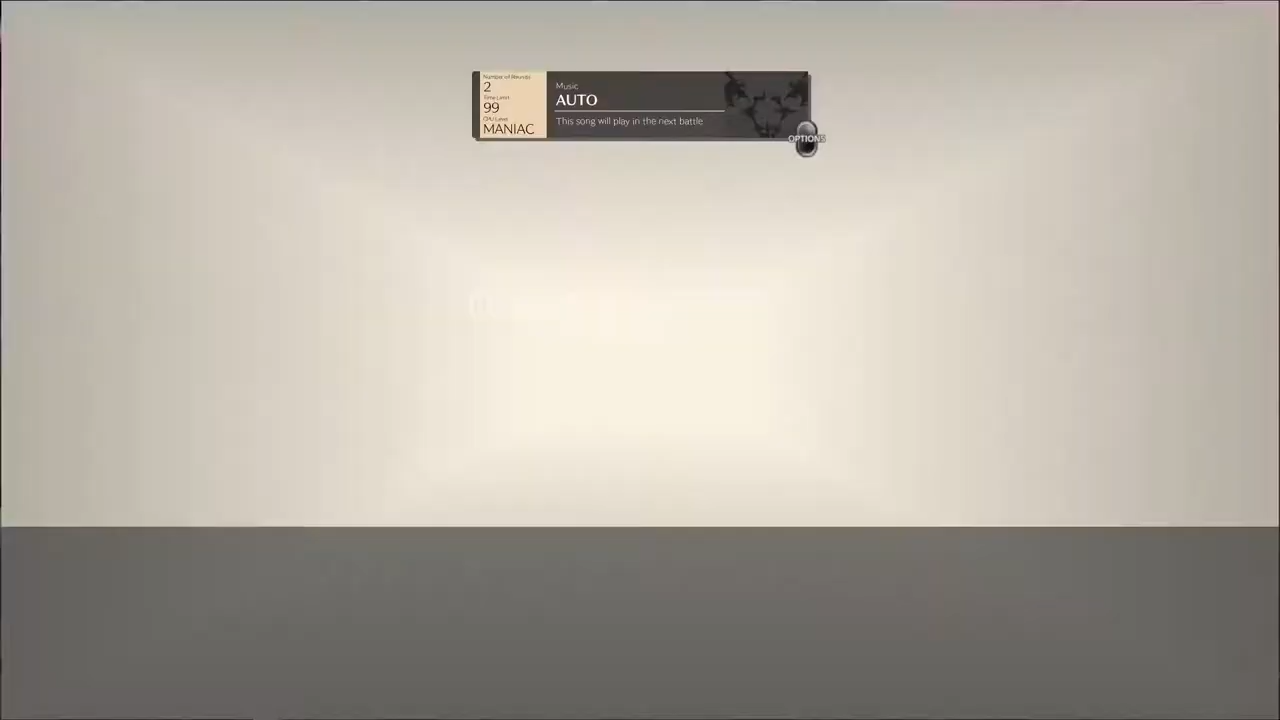 Number of Rounds
2
Time Limit
99
CPU Level
MANIAC
Music
AUTO
This song will play in the next battle
OPTIONS